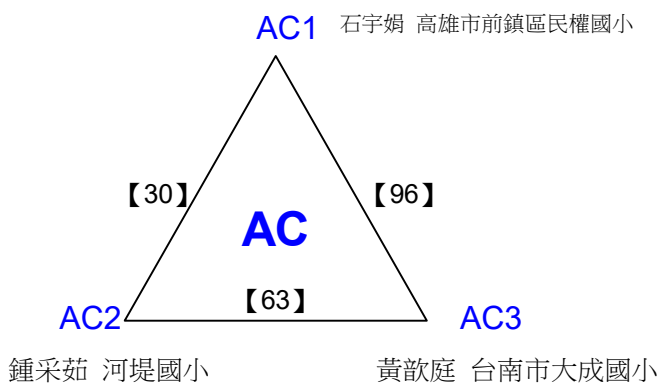 AC1 石宇娟 高雄市前鎮區民權國小
【30】 【96】
AC
【63】
AC2 AC3
鍾采茹 河堤國小 黃歆庭 台南市大成國小